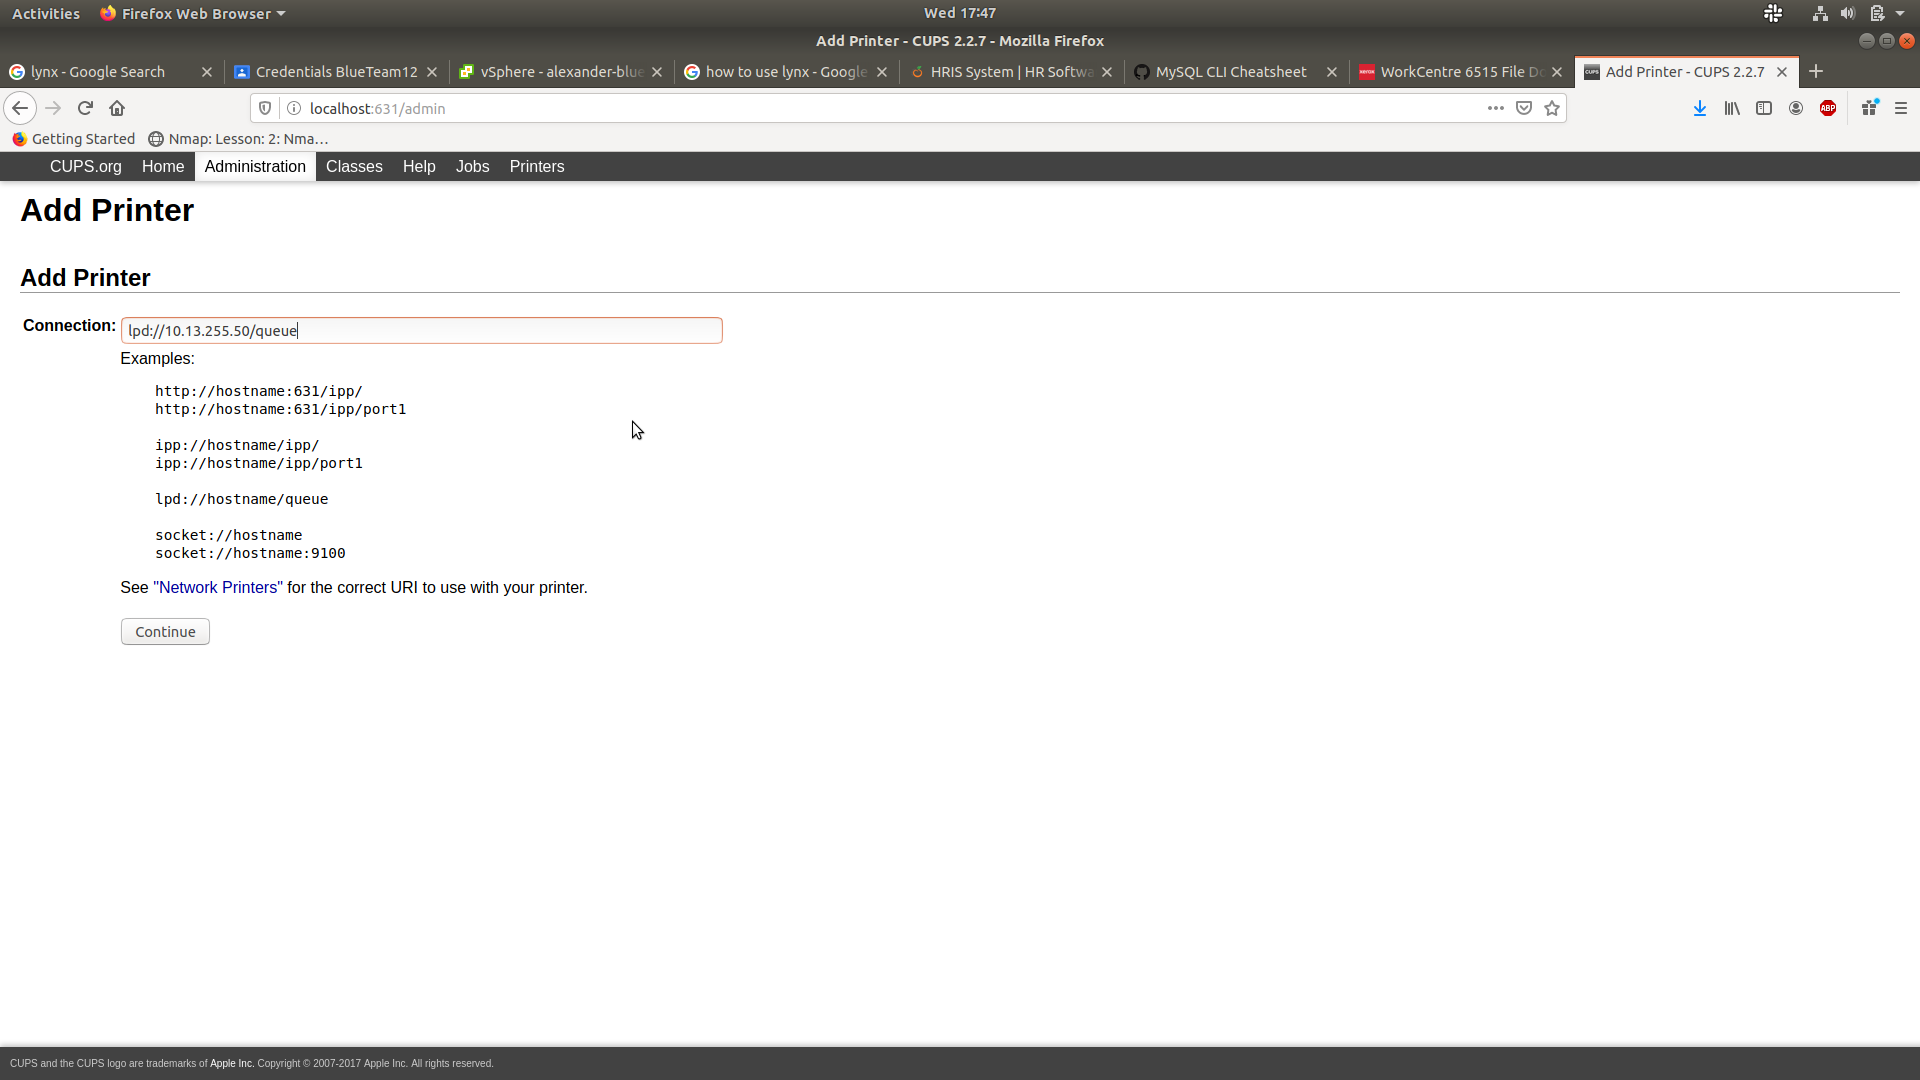 Activities Firefox Web Browser Wed 17:47
Add Printer - CUPS 2.2.7 - Mozilla Firefox
lynx - Google Search Credentials BlueTeam12 vSphere - alexander-blue how to use lynx - Google HRIS System | HR Softwa MySQL CLI Cheatsheet WorkCentre 6515 File Do Add Printer - CUPS 2.2.7
localhost:631/admin ABP
Getting Started Nmap: Lesson: 2: Nma…
CUPS.org Home Administration Classes Help Jobs Printers
Add Printer
Add Printer
Connection: lpd://10.13.255.50/queue
Examples:
http://hostname:631/ipp/
http://hostname:631/ipp/port1
ipp://hostname/ipp/
ipp://hostname/ipp/port1
lpd://hostname/queue
socket://hostname
socket://hostname:9100
See "Network Printers" for the correct URI to use with your printer.
Continue
CUPS and the CUPS logo are trademarks of Apple Inc. Copyright © 2007-2017 Apple Inc. All rights reserved.